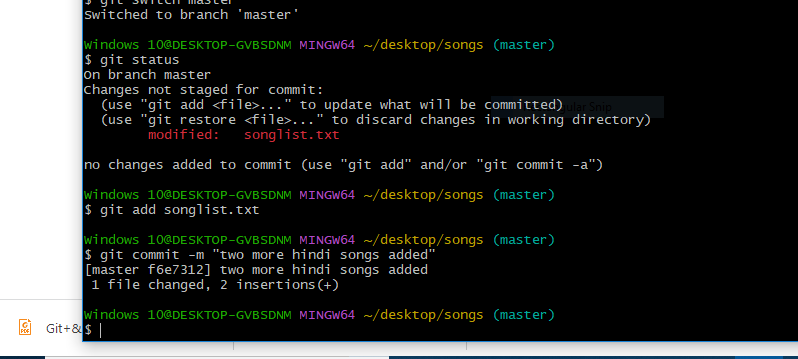 $ git switch master
Switched to branch 'master'
Windows 10@DESKTOP-GVBSDNM MINGW64 ~/desktop/songs (master)
$ git status
On branch master
Changes not staged for commit:
  (use "git add <file>..." to update what will be committed)
  (use "git restore <file>..." to discard changes in working directory)
        modified:   songlist.txt
no changes added to commit (use "git add" and/or "git commit -a")
Windows 10@DESKTOP-GVBSDNM MINGW64 ~/desktop/songs (master)
$ git add songlist.txt
Windows 10@DESKTOP-GVBSDNM MINGW64 ~/desktop/songs (master)
$ git commit -m "two more hindi songs added"
[master f6e7312] two more hindi songs added
 1 file changed, 2 insertions(+)
Windows 10@DESKTOP-GVBSDNM MINGW64 ~/desktop/songs (master)
$
Git+&